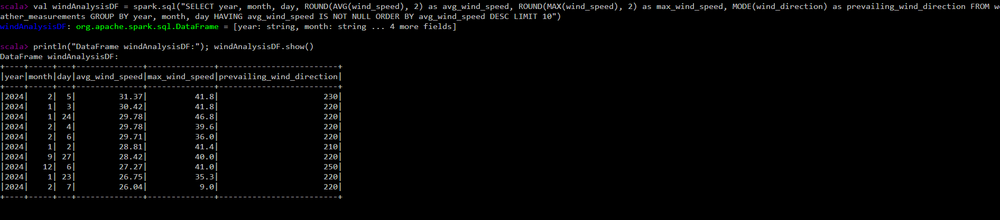 scala> val windAnalysisDF = spark.sql("SELECT year, month, day, ROUND(AVG(wind_speed), 2) as avg_wind_speed, ROUND(MAX(wind_speed), 2) as max_wind_speed, MODE(wind_direction) as prevailing_wind_direction FROM we
ather_measurements GROUP BY year, month, day HAVING avg_wind_speed IS NOT NULL ORDER BY avg_wind_speed DESC LIMIT 10")
windAnalysisDF: org.apache.spark.sql.DataFrame = [year: string, month: string ... 4 more fields]

scala> println("DataFrame windAnalysisDF:"); windAnalysisDF.show()
DataFrame windAnalysisDF:
+----+-----+---+--------------+--------------+-------------------------+
|year|month|day|avg_wind_speed|max_wind_speed|prevailing_wind_direction|
+----+-----+---+--------------+--------------+-------------------------+
|2024|    2|  5|         31.37|          41.8|                      230|
|2024|    1|  3|         30.42|          41.8|                      220|
|2024|    1| 24|         29.78|          46.8|                      220|
|2024|    2|  4|         29.78|          39.6|                      220|
|2024|    2|  6|         29.71|          36.0|                      220|
|2024|    1|  2|         28.81|          41.4|                      210|
|2024|    9| 27|         28.42|          40.0|                      220|
|2024|   12|  6|         27.27|          41.0|                      250|
|2024|    1| 23|         26.75|          35.3|                      220|
|2024|    2|  7|         26.04|           9.0|                      220|
+----+-----+---+--------------+--------------+-------------------------+